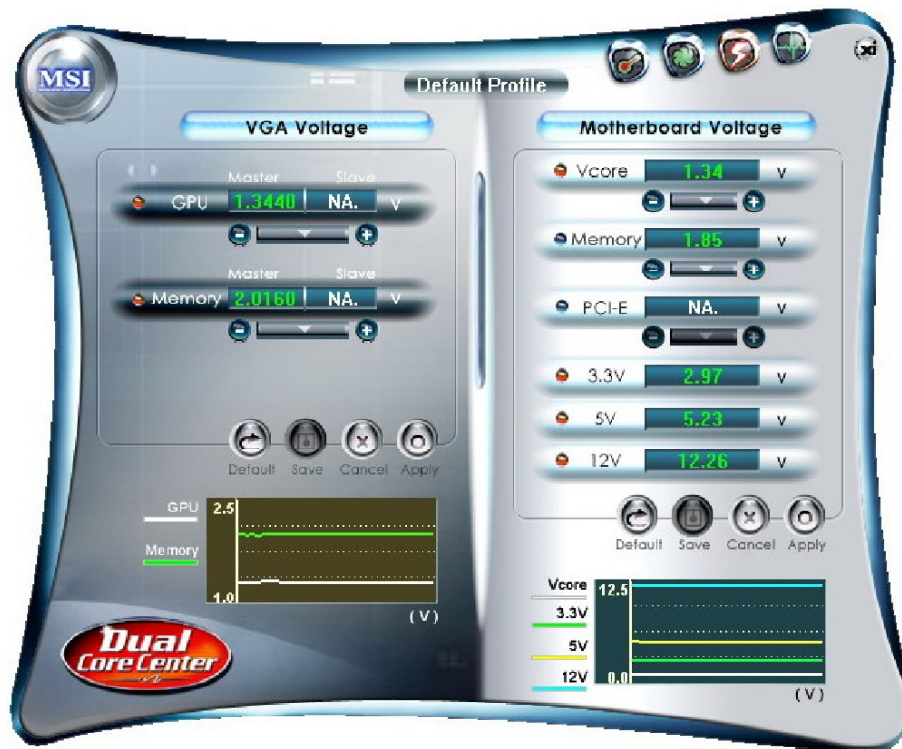 MSI
Default Profile
xi
VGA Voltage
Master Slave
GPU 1.3440 NA. v
Master Slave
Memory 2.0160 NA. v
Default Save Cancel Apply
GPU
Memory
2.5
1.0
(V)
Dual
Core Center
Motherboard Voltage
Vcore 1.34 v
Memory 1.85 v
PCI-E NA. v
3.3V 2.97 v
5V 5.23 v
12V 12.26 v
Default Save Cancel Apply
Vcore
3.3V
5V
12V
12.5
0.0
(V)